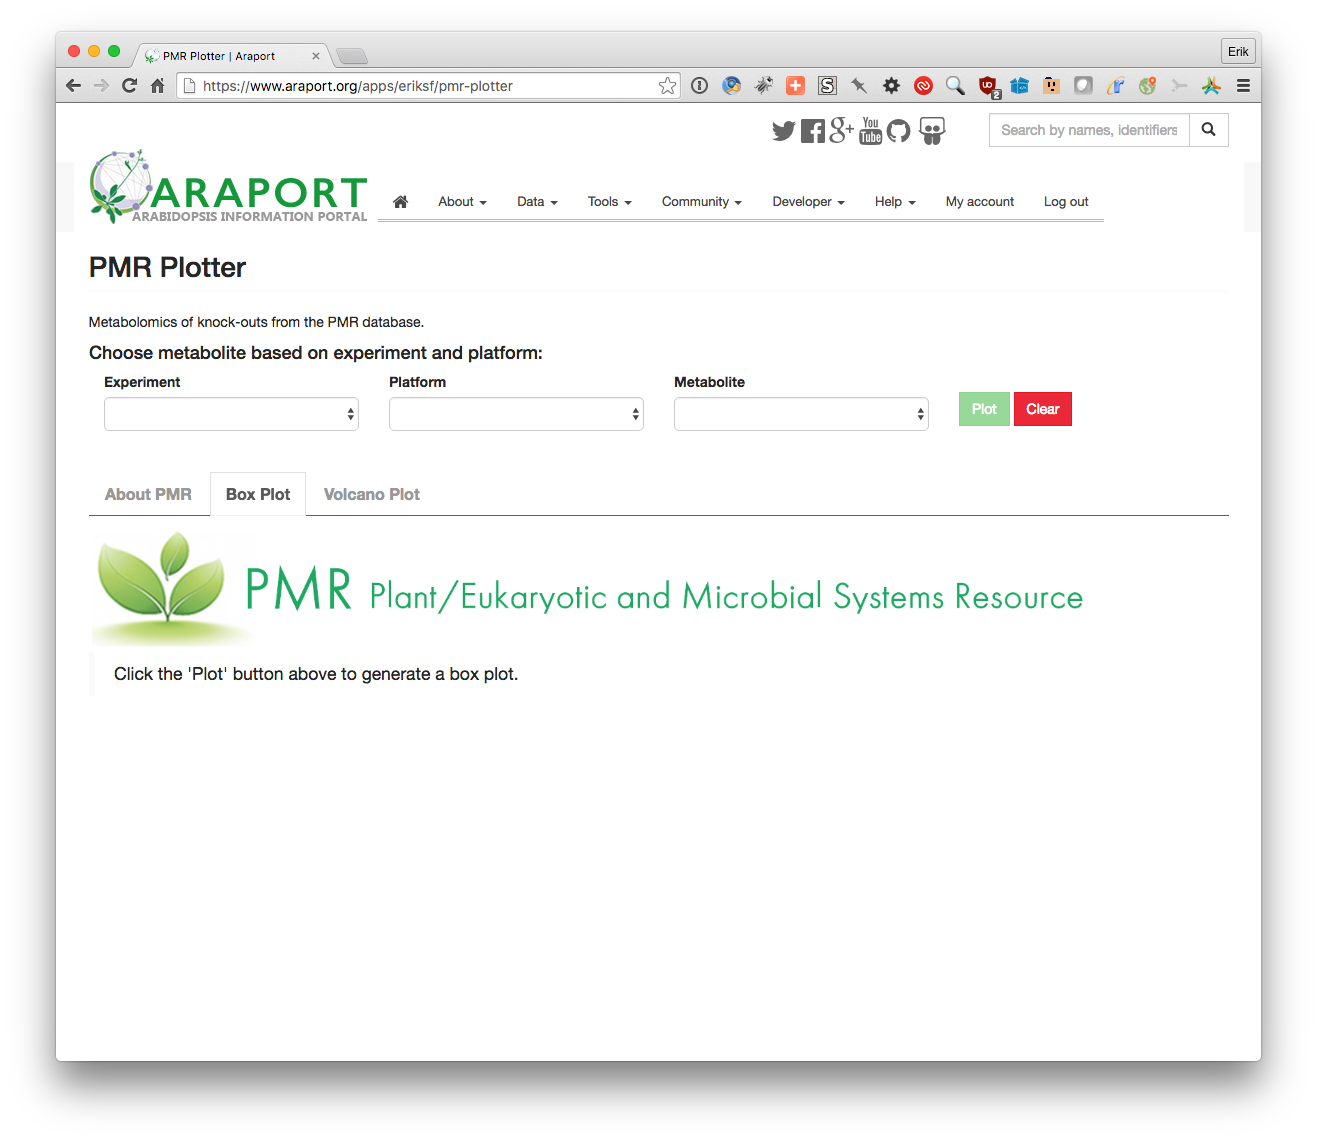 PMR Plotter | Araport
Erik
https://www.araport.org/apps/eriksf/pmr-plotter
S
UO
2
g+
You
Tube
Search by names, identifiers
ARAPORT
ARABIDOPSIS INFORMATION PORTAL
About Data Tools Community Developer Help My account Log out
PMR Plotter
Metabolomics of knock-outs from the PMR database.
Choose metabolite based on experiment and platform:
Experiment Platform Metabolite
Plot Clear
About PMR Box Plot Volcano Plot
PMR Plant/Eukaryotic and Microbial Systems Resource
Click the 'Plot' button above to generate a box plot.